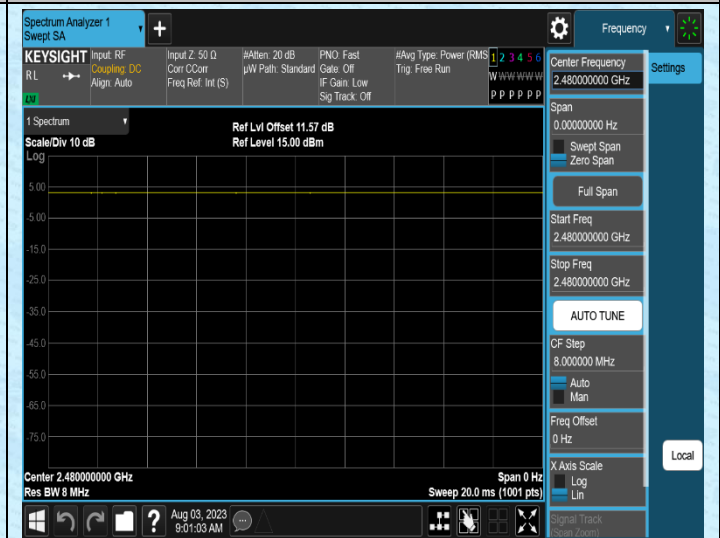 Spectrum Analyzer 1
Swept SA
+
Frequency
KEYSIGHT
RL
LXI
Input: RF
Coupling: DC
Align: Auto
Input Z: 50 Ω
Corr CCorr
Freq Ref: Int (S)
#Atten: 20 dB
µW Path: Standard
PNO: Fast
Gate: Off
IF Gain: Low
Sig Track: Off
#Avg Type: Power (RMS
Trig: Free Run
1 2 3 4 5 6
W W W W W W
P P P P P P
Center Frequency
2.480000000 GHz
Settings
Span
0.00000000 Hz
Swept Span
Zero Span
Full Span
Start Freq
2.480000000 GHz
Stop Freq
2.480000000 GHz
AUTO TUNE
CF Step
8.000000 MHz
Auto
Man
Freq Offset
0 Hz
X Axis Scale
Log
Lin
Signal Track
(Span Zoom)
Local
1 Spectrum
Scale/Div 10 dB
Log
Ref Lvl Offset 11.57 dB
Ref Level 15.00 dBm
5.00
-5.00
-15.0
-25.0
-35.0
-45.0
-55.0
-65.0
-75.0
Center 2.480000000 GHz
Res BW 8 MHz
Span 0 Hz
Sweep 20.0 ms (1001 pts)
?
Aug 03, 2023
9:01:03 AM